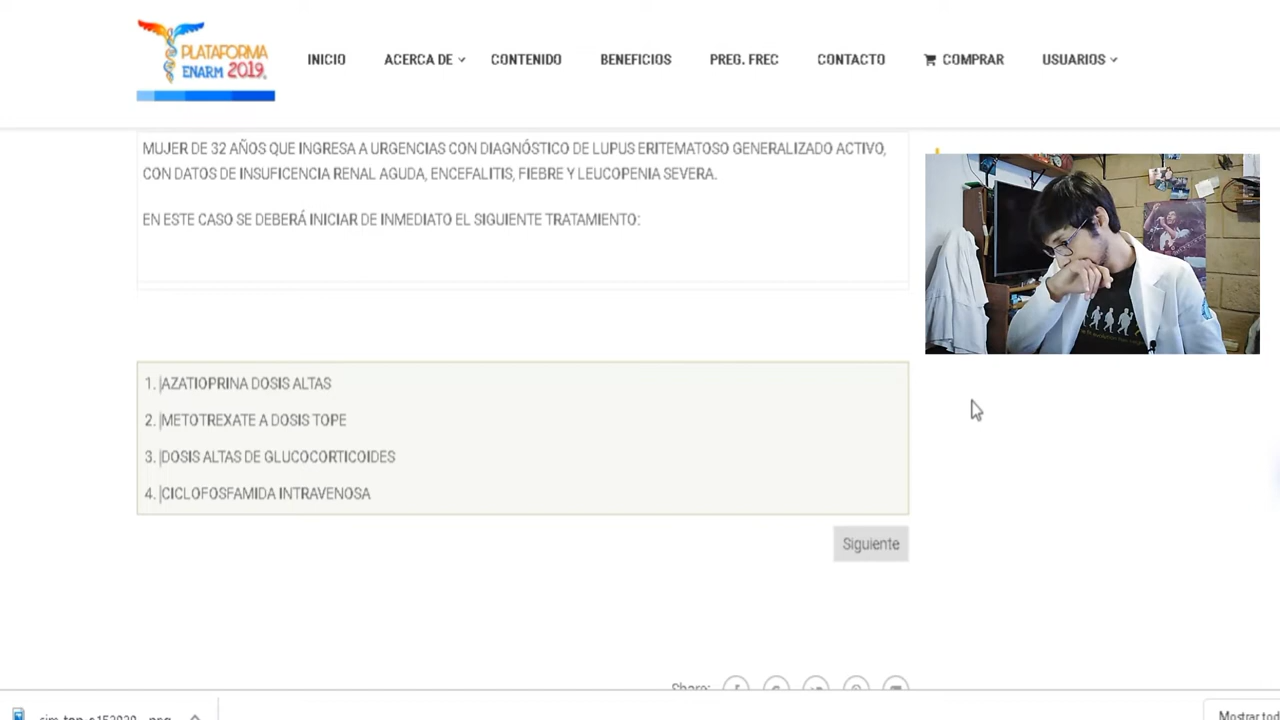 PLATAFORMA
ENARM 2019
INICIO
ACERCA DE
CONTENIDO
BENEFICIOS
PREG. FREC
CONTACTO
COMPRAR
USUARIOS
MUJER DE 32 AÑOS QUE INGRESA A URGENCIAS CON DIAGNÓSTICO DE LUPUS ERITEMATOSO GENERALIZADO ACTIVO,
CON DATOS DE INSUFICENCIA RENAL AGUDA, ENCEFALITIS, FIEBRE Y LEUCOPENIA SEVERA.
EN ESTE CASO SE DEBERÁ INICIAR DE INMEDIATO EL SIGUIENTE TRATAMIENTO:
1. AZATIOPRINA DOSIS ALTAS
2. METOTREXATE A DOSIS TOPE
3. DOSIS ALTAS DE GLUCOCORTICOIDES
4. CICLOFOSFAMIDA INTRAVENOSA
Siguiente
Share:
Mostrar tod